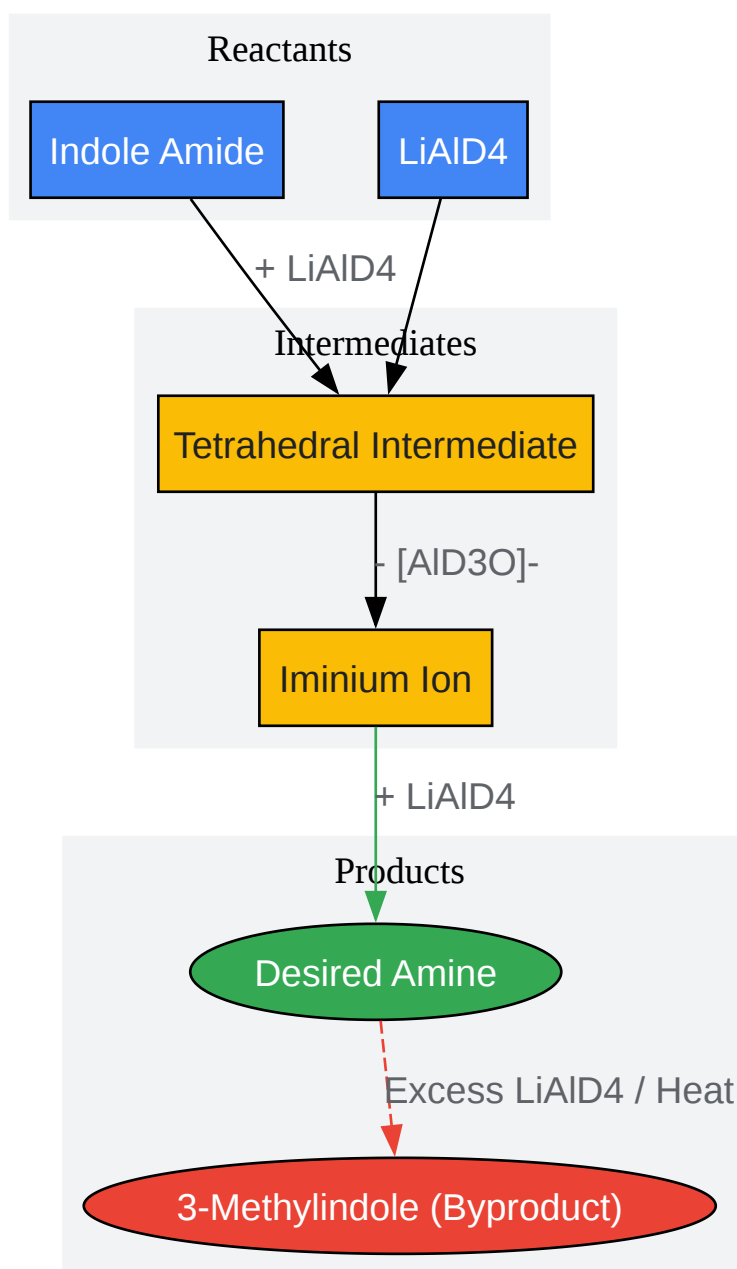 Reactants
Indole Amide
LiAlD4
+ LiAlD4
Intermediates
Tetrahedral Intermediate
- [AlD3O]-
Iminium Ion
+ LiAlD4
Products
Desired Amine
Excess LiAlD4 / Heat
3-Methylindole (Byproduct)